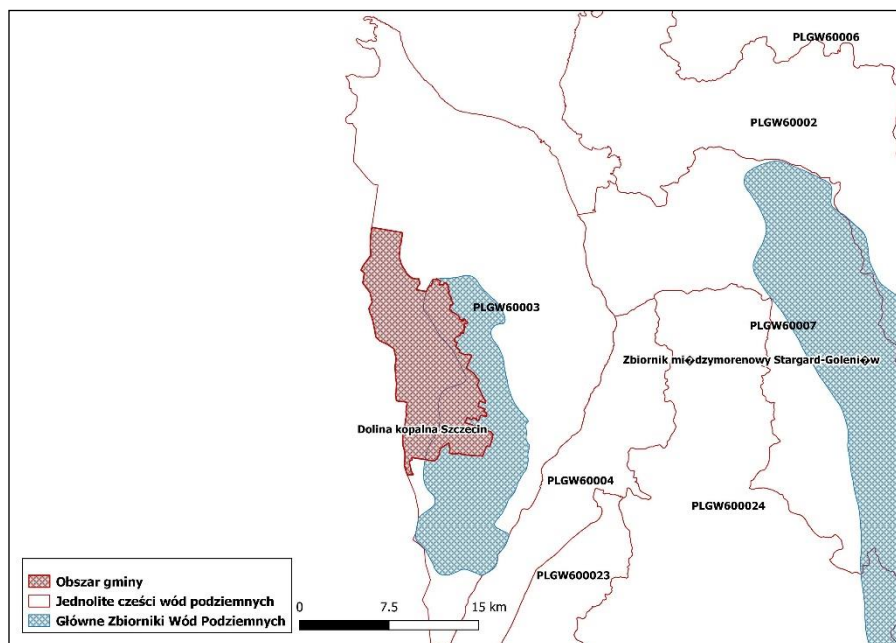 PLGW60006
PLGW60002
PLGW60003
PLGW60007
Zbiornik mi�dzymorenowy Stargard-Goleni�w
Dolina kopalna Szczecin
PLGW60004
PLGW600024
PLGW600023
Obszar gminy
Jednolite cześci wód podziemnych
Główne Zbiorniki Wód Podziemnych
0 7.5 15 km